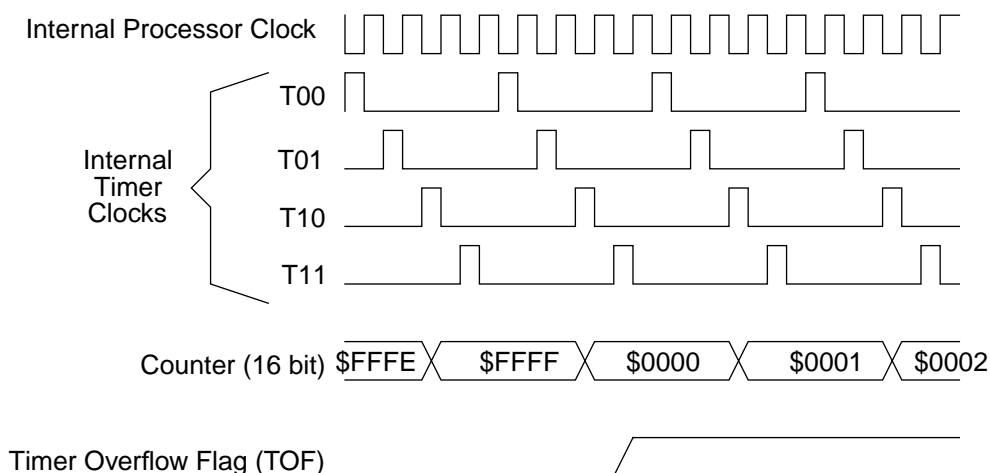 Internal Processor Clock
T00
T01
Internal
Timer
Clocks
T10
T11
Counter (16 bit) $FFFE $FFFF $0000 $0001 $0002
Timer Overflow Flag (TOF)